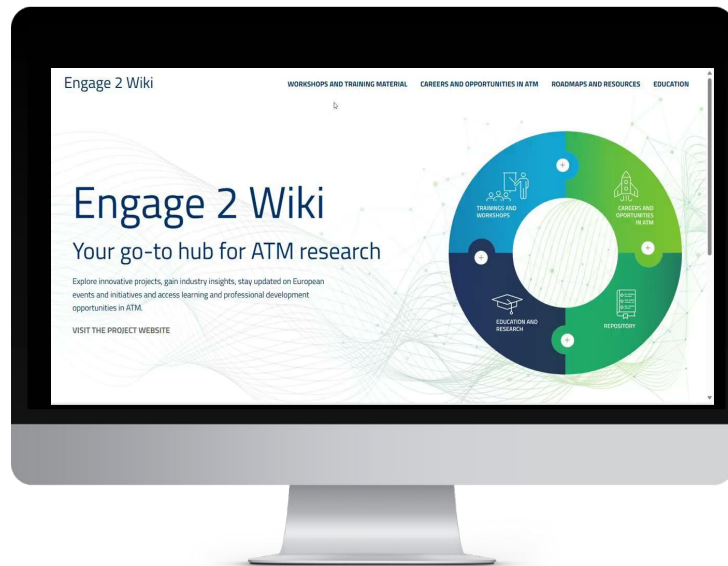 Engage 2 Wiki
WORKSHOPS AND TRAINING MATERIAL CAREERS AND OPPORTUNITIES IN ATM ROADMAPS AND RESOURCES EDUCATION
Engage 2 Wiki
Your go-to hub for ATM research
Explore innovative projects, gain industry insights, stay updated on European
events and initiatives and access learning and professional development
opportunities in ATM.
VISIT THE PROJECT WEBSITE
TRAININGS AND
WORKSHOPS
CAREERS AND
OPORTUNITIES
IN ATM
EDUCATION AND
RESEARCH
REPOSITORY